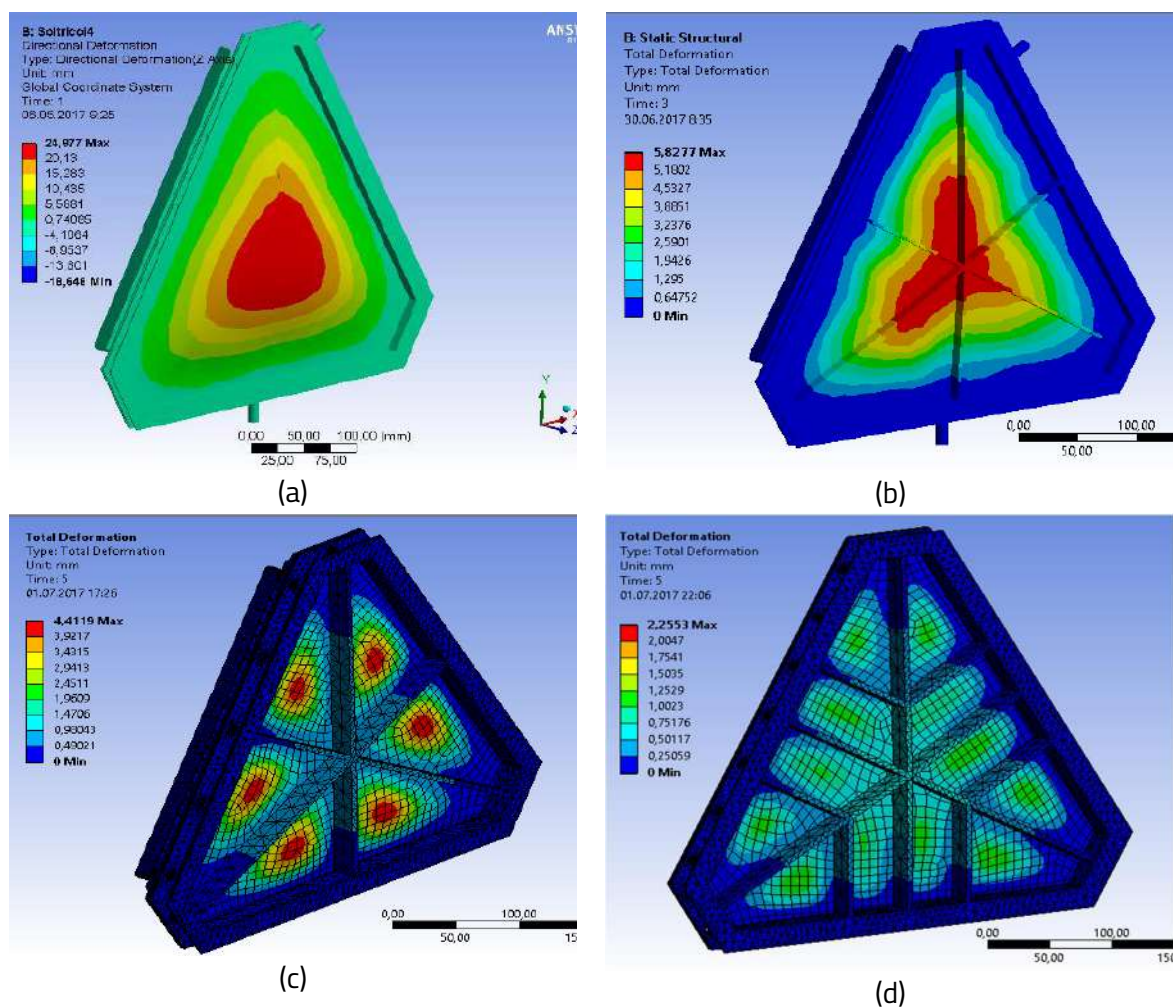 B: Soltricol4
Directional Deformation
Type: Directional Deformation(Z Axis)
Unit: mm
Global Coordinate System
Time: 1
24,977 Max
20,13
15,283
10,435
5,5881
0,74085
-4,1064
-8,9537
-13,801
-18,648 Min
ANSY
Y
X
Z
0,00 50,00 100,00 (mm)
25,00 75,00
(a)
B: Static Structural
Total Deformation
Type: Total Deformation
Unit: mm
Time: 3
30.06.2017 8:35
5,8277 Max
5,1802
4,5327
3,8851
3,2376
2,5901
1,9426
1,295
0,64752
0 Min
0,00 100,00
50,00
(b)
Total Deformation
Type: Total Deformation
Unit: mm
Time: 5
01.07.2017 17:26
4,4119 Max
3,9217
3,4315
2,9413
2,4511
1,9609
1,4706
0,98043
0,49021
0 Min
0,00 100,00
50,00 15
(c)
Total Deformation
Type: Total Deformation
Unit: mm
Time: 5
01.07.2017 22:06
2,2553 Max
2,0047
1,7541
1,5035
1,2529
1,0023
0,75176
0,50117
0,25059
0 Min
0,00 100,00
50,00 150
(d)